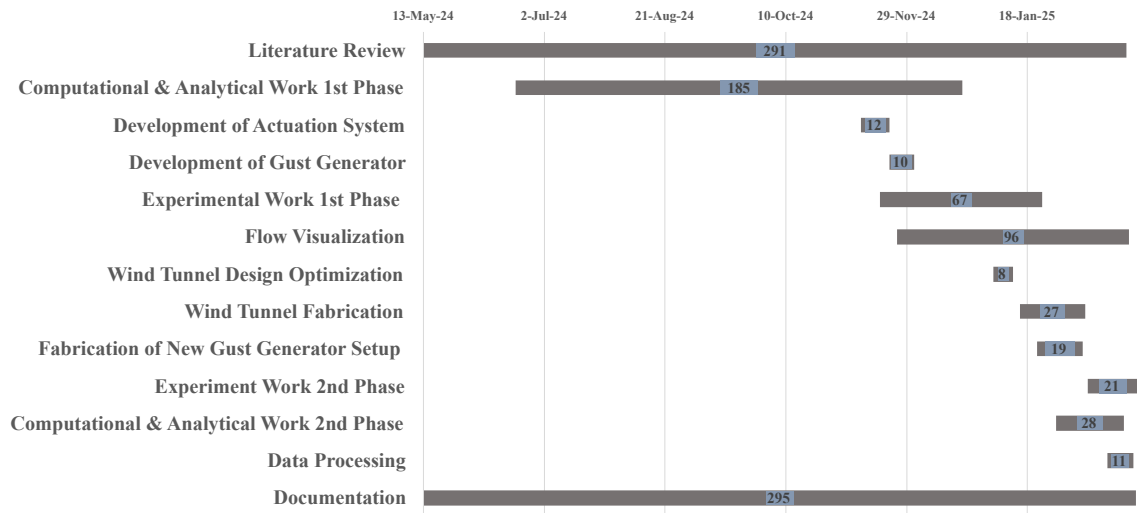 13-May-24 2-Jul-24 21-Aug-24 10-Oct-24 29-Nov-24 18-Jan-25
Literature Review 291
Computational & Analytical Work 1st Phase 185
Development of Actuation System 12
Development of Gust Generator 10
Experimental Work 1st Phase 67
Flow Visualization 96
Wind Tunnel Design Optimization 8
Wind Tunnel Fabrication 27
Fabrication of New Gust Generator Setup 19
Experiment Work 2nd Phase 21
Computational & Analytical Work 2nd Phase 28
Data Processing 11
Documentation 295